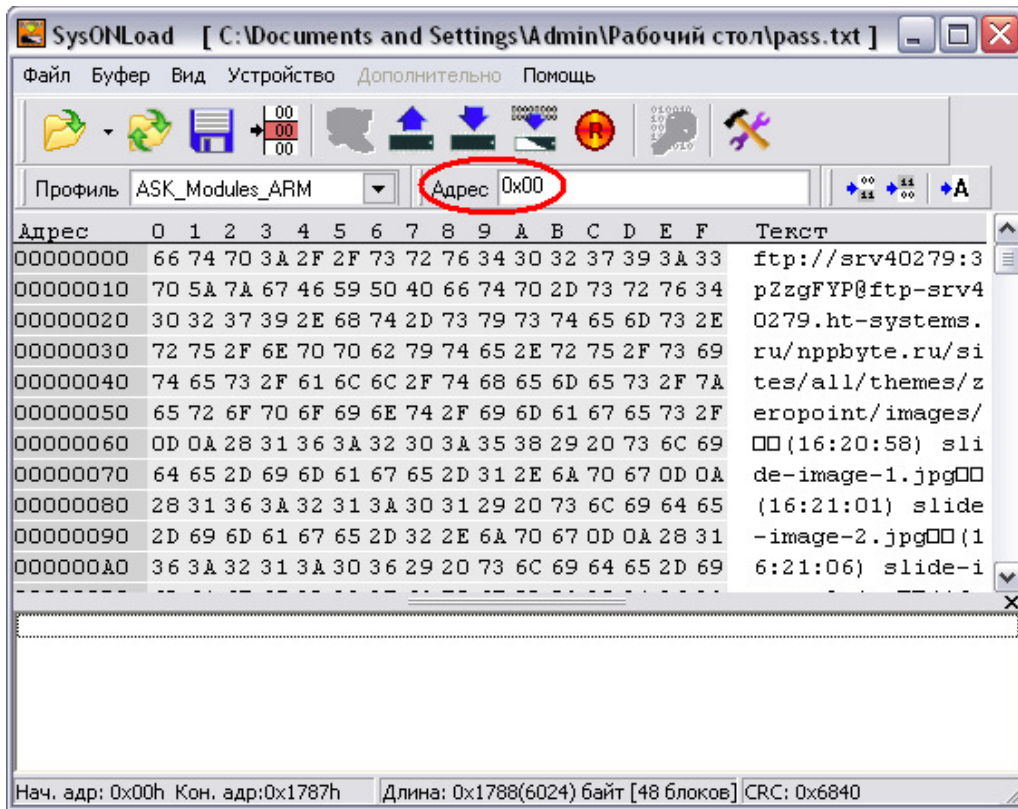 SysONLoad [ C:\Documents and Settings\Admin\Рабочий стол\pass.txt ]
Файл Буфер Вид Устройство Дополнительно Помощь
Профиль ASK_Modules_ARM Адрес 0x00
Адрес 0 1 2 3 4 5 6 7 8 9 A B C D E F Текст
00000000 66 74 70 3A 2F 2F 73 72 76 34 30 32 37 39 3A 33 ftp://srv40279:3
00000010 70 5A 7A 67 46 59 50 40 66 74 70 2D 73 72 76 34 pZzgFYP@ftp-srv4
00000020 30 32 37 39 2E 68 74 2D 73 79 73 74 65 6D 73 2E 0279.ht-systems.
00000030 72 75 2F 6E 70 70 62 79 74 65 2E 72 75 2F 73 69 ru/nppbyte.ru/si
00000040 74 65 73 2F 61 6C 6C 2F 74 68 65 6D 65 73 2F 7A tes/all/themes/z
00000050 65 72 6F 70 6F 69 6E 74 2F 69 6D 61 67 65 73 2F eropoint/images/
00000060 0D 0A 28 31 36 3A 32 30 3A 35 38 29 20 73 6C 69 □□(16:20:58) sli
00000070 64 65 2D 69 6D 61 67 65 2D 31 2E 6A 70 67 0D 0A de-image-1.jpg□□
00000080 28 31 36 3A 32 31 3A 30 31 29 20 73 6C 69 64 65 (16:21:01) slide
00000090 2D 69 6D 61 67 65 2D 32 2E 6A 70 67 0D 0A 28 31 -image-2.jpg□□(1
000000A0 36 3A 32 31 3A 30 36 29 20 73 6C 69 64 65 2D 69 6:21:06) slide-i
Нач. адр: 0x00h Кон. адр:0x1787h Длина: 0x1788(6024) байт [48 блоков] CRC: 0x6840